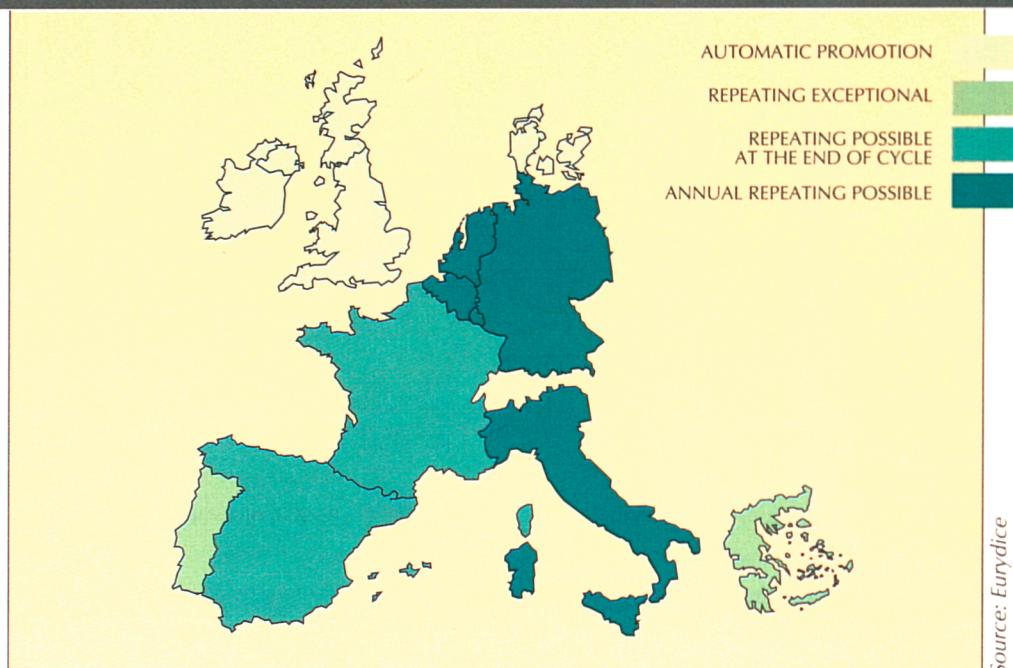 AUTOMATIC PROMOTION
REPEATING EXCEPTIONAL
REPEATING POSSIBLE
AT THE END OF CYCLE
ANNUAL REPEATING POSSIBLE
Source: Eurydice